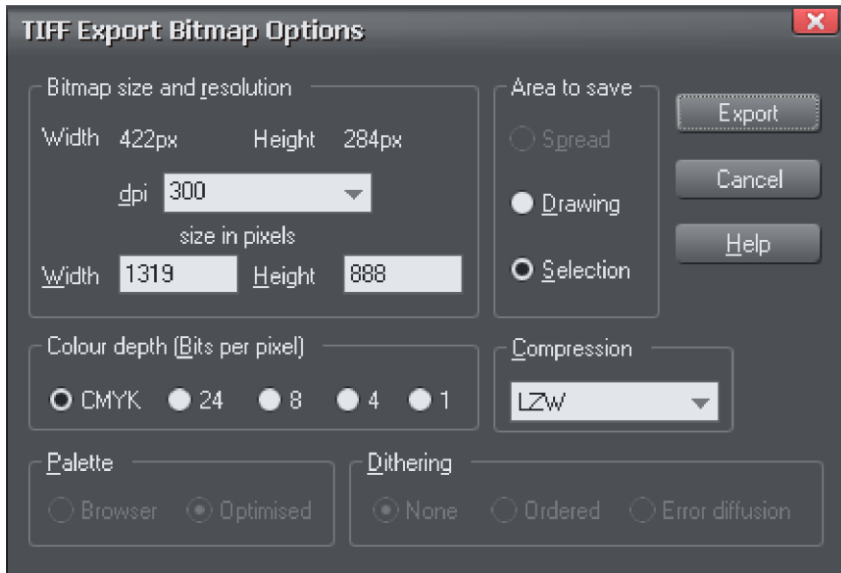 TIFF Export Bitmap Options
Bitmap size and resolution
Width 422px Height 284px
dpi 300
size in pixels
Width 1319 Height 888
Area to save
Spread
Drawing
Selection
Export
Cancel
Help
Colour depth (Bits per pixel)
CMYK 24 8 4 1
Compression
LZW
Palette
Browser Optimised
Dithering
None Ordered Error diffusion